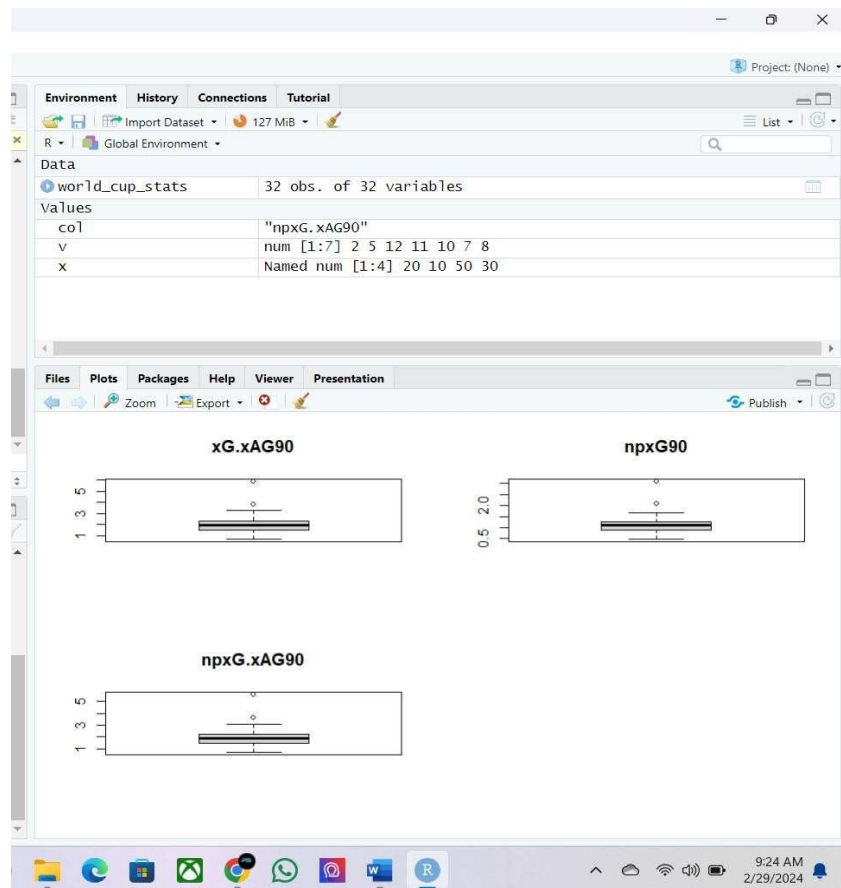 Project: (None)
Environment History Connections Tutorial
Import Dataset 127 MiB List
R Global Environment
Data
world_cup_stats 32 obs. of 32 variables
Values
col "npxG.xAG90"
v num [1:7] 2 5 12 11 10 7 8
x Named num [1:4] 20 10 50 30
Files Plots Packages Help Viewer Presentation
Zoom Export Publish
xG.xAG90
5
3
1
npxG90
2.0
0.5
npxG.xAG90
5
3
1
W R
9:24 AM
2/29/2024